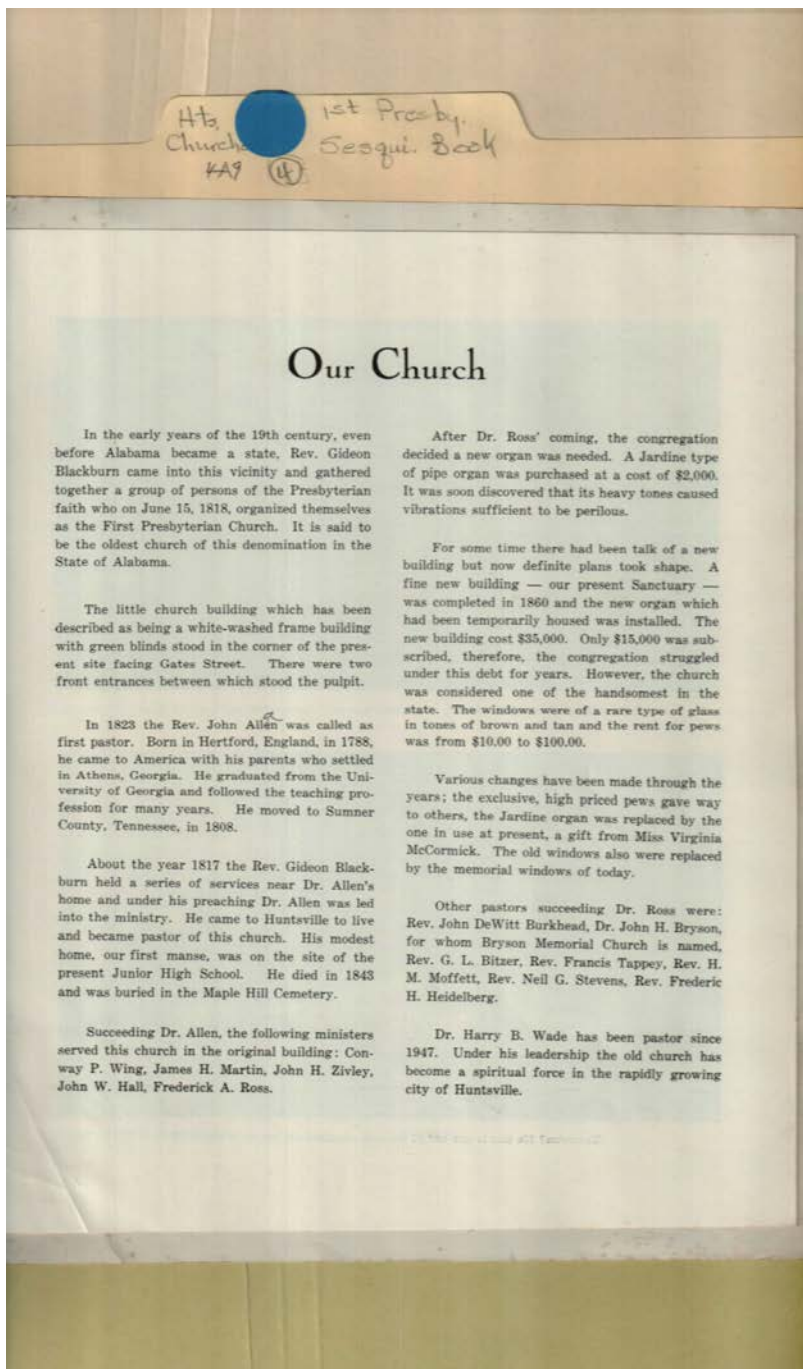 Hts. 1st Presby.
Church Sesqui. Book
KA9 4
Our Church
In the early years of the 19th century, even
before Alabama became a state, Rev. Gideon
Blackburn came into this vicinity and gathered
together a group of persons of the Presbyterian
faith who on June 15, 1818, organized themselves
as the First Presbyterian Church. It is said to
be the oldest church of this denomination in the
State of Alabama.
The little church building which has been
described as being a white-washed frame building
with green blinds stood in the corner of the pres-
ent site facing Gates Street. There were two
front entrances between which stood the pulpit.
a
In 1823 the Rev. John Allen was called as
first pastor. Born in Hertford, England, in 1788,
he came to America with his parents who settled
in Athens, Georgia. He graduated from the Uni-
versity of Georgia and followed the teaching pro-
fession for many years. He moved to Sumner
County, Tennessee, in 1808.
About the year 1817 the Rev. Gideon Black-
burn held a series of services near Dr. Allen's
home and under his preaching Dr. Allen was led
into the ministry. He came to Huntsville to live
and became pastor of this church. His modest
home, our first manse, was on the site of the
present Junior High School. He died in 1843
and was buried in the Maple Hill Cemetery.
Succeeding Dr. Allen, the following ministers
served this church in the original building: Con-
way P. Wing, James H. Martin, John H. Zivley,
John W. Hall, Frederick A. Ross.
After Dr. Ross' coming, the congregation
decided a new organ was needed. A Jardine type
of pipe organ was purchased at a cost of $2,000.
It was soon discovered that its heavy tones caused
vibrations sufficient to be perilous.
For some time there had been talk of a new
building but now definite plans took shape. A
fine new building — our present Sanctuary —
was completed in 1860 and the new organ which
had been temporarily housed was installed. The
new building cost $35,000. Only $15,000 was sub-
scribed, therefore, the congregation struggled
under this debt for years. However, the church
was considered one of the handsomest in the
state. The windows were of a rare type of glass
in tones of brown and tan and the rent for pews
was from $10.00 to $100.00.
Various changes have been made through the
years; the exclusive, high priced pews gave way
to others, the Jardine organ was replaced by the
one in use at present, a gift from Miss Virginia
McCormick. The old windows also were replaced
by the memorial windows of today.
Other pastors succeeding Dr. Ross were:
Rev. John DeWitt Burkhead, Dr. John H. Bryson,
for whom Bryson Memorial Church is named,
Rev. G. L. Bitzer, Rev. Francis Tappey, Rev. H.
M. Moffett, Rev. Neil G. Stevens, Rev. Frederic
H. Heidelberg.
Dr. Harry B. Wade has been pastor since
1947. Under his leadership the old church has
become a spiritual force in the rapidly growing
city of Huntsville.